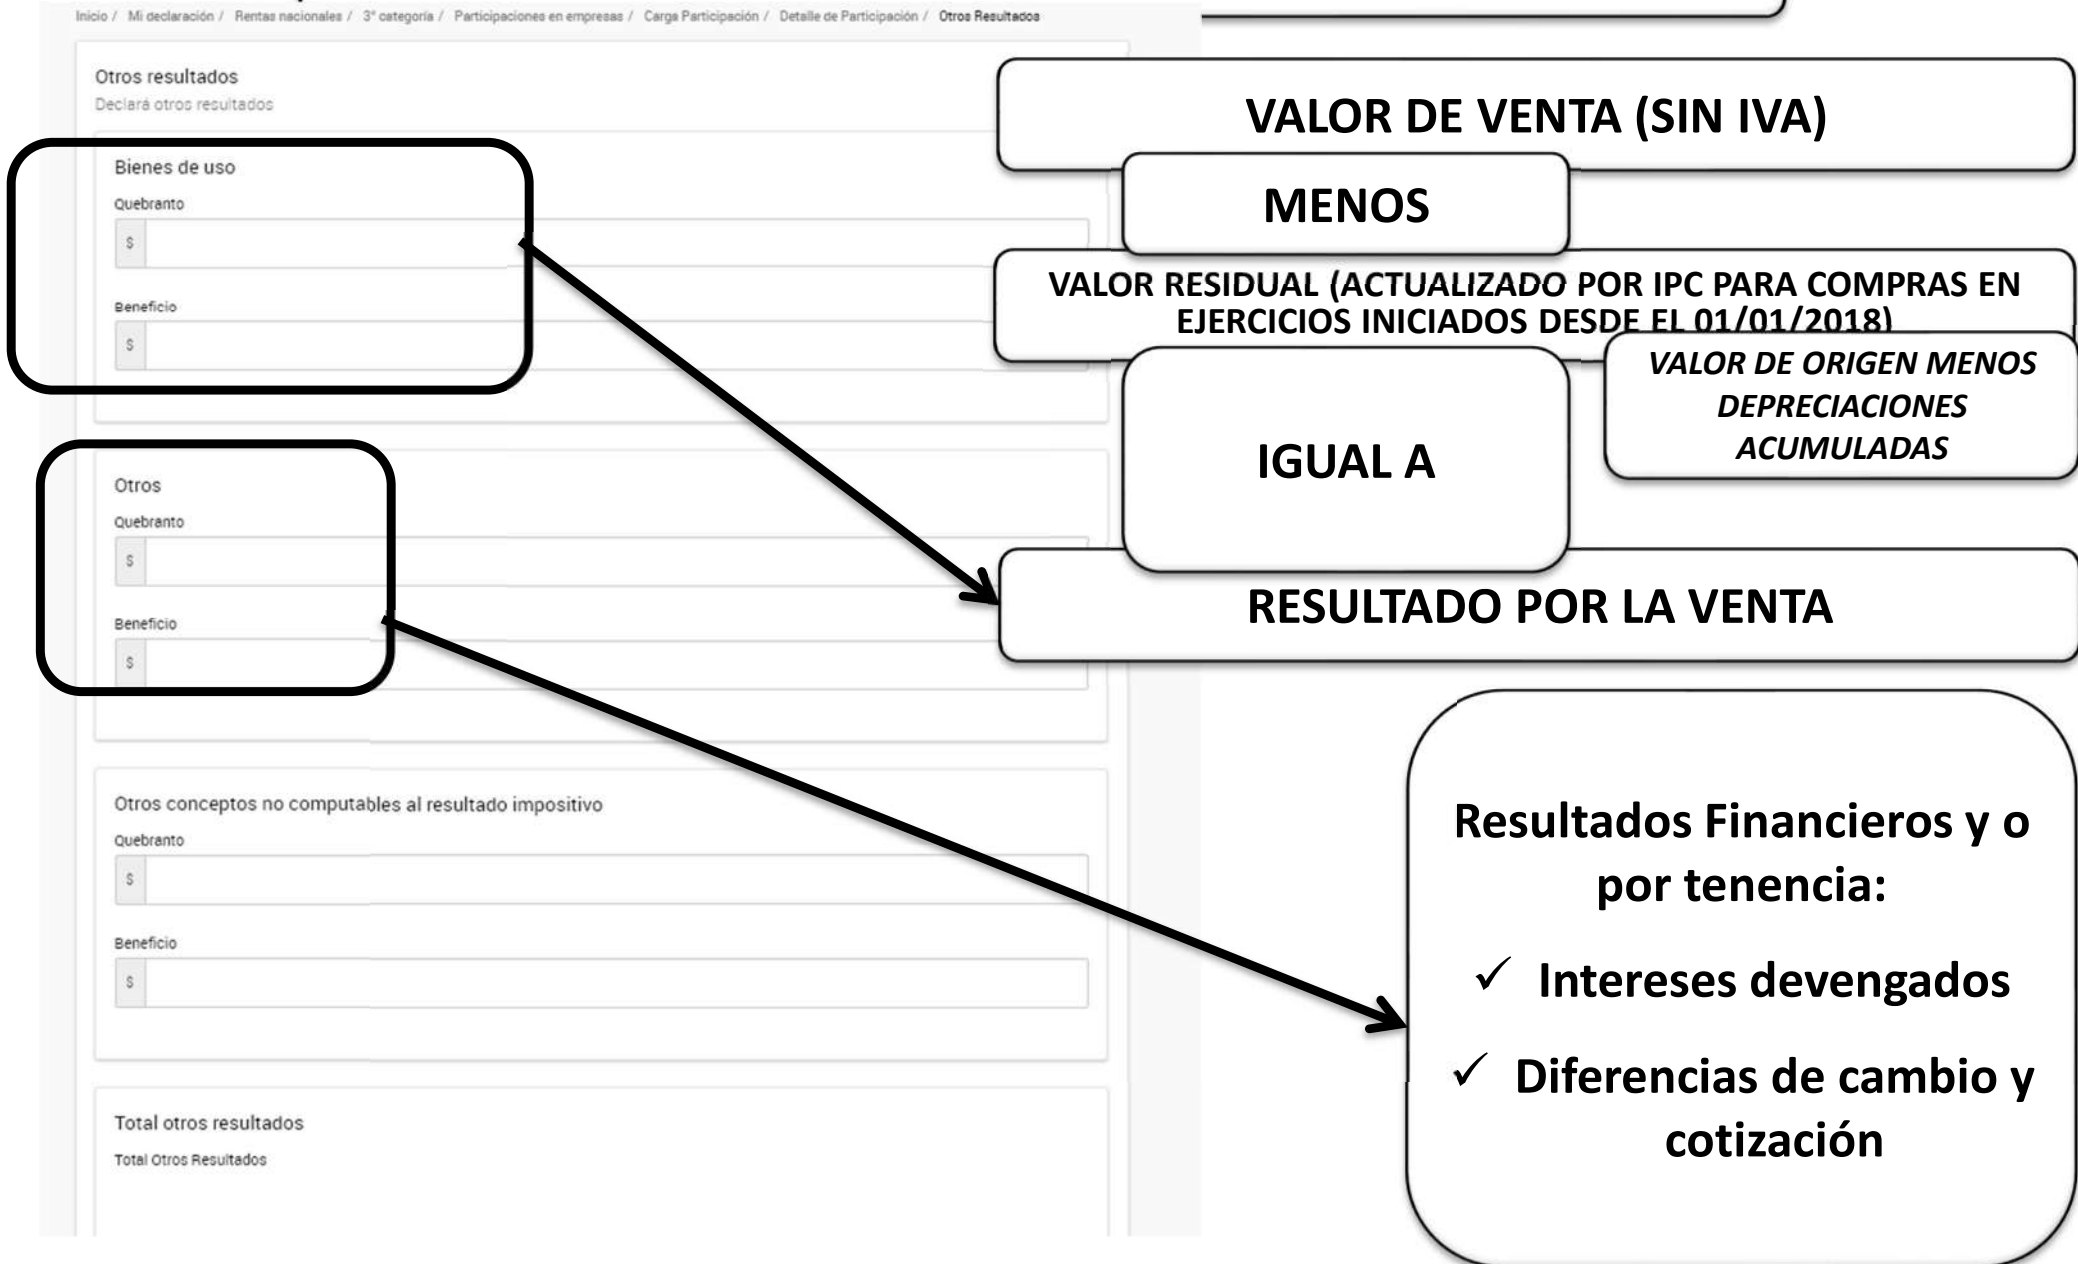 Inicio / Mi declaración / Rentas nacionales / 3° categoría / Participaciones en empresas / Carga Participación / Detalle de Participación / Otros Resultados
Otros resultados
Declará otros resultados
Bienes de uso
Quebranto
$
Beneficio
$
Otros
Quebranto
$
Beneficio
$
Otros conceptos no computables al resultado impositivo
Quebranto
$
Beneficio
$
Total otros resultados
Total Otros Resultados
VALOR DE VENTA (SIN IVA)
MENOS
VALOR RESIDUAL (ACTUALIZADO POR IPC PARA COMPRAS EN
EJERCICIOS INICIADOS DESDE EL 01/01/2018)
VALOR DE ORIGEN MENOS
DEPRECIACIONES
ACUMULADAS
IGUAL A
RESULTADO POR LA VENTA
Resultados Financieros y o
por tenencia:
✓ Intereses devengados
✓ Diferencias de cambio y
cotización